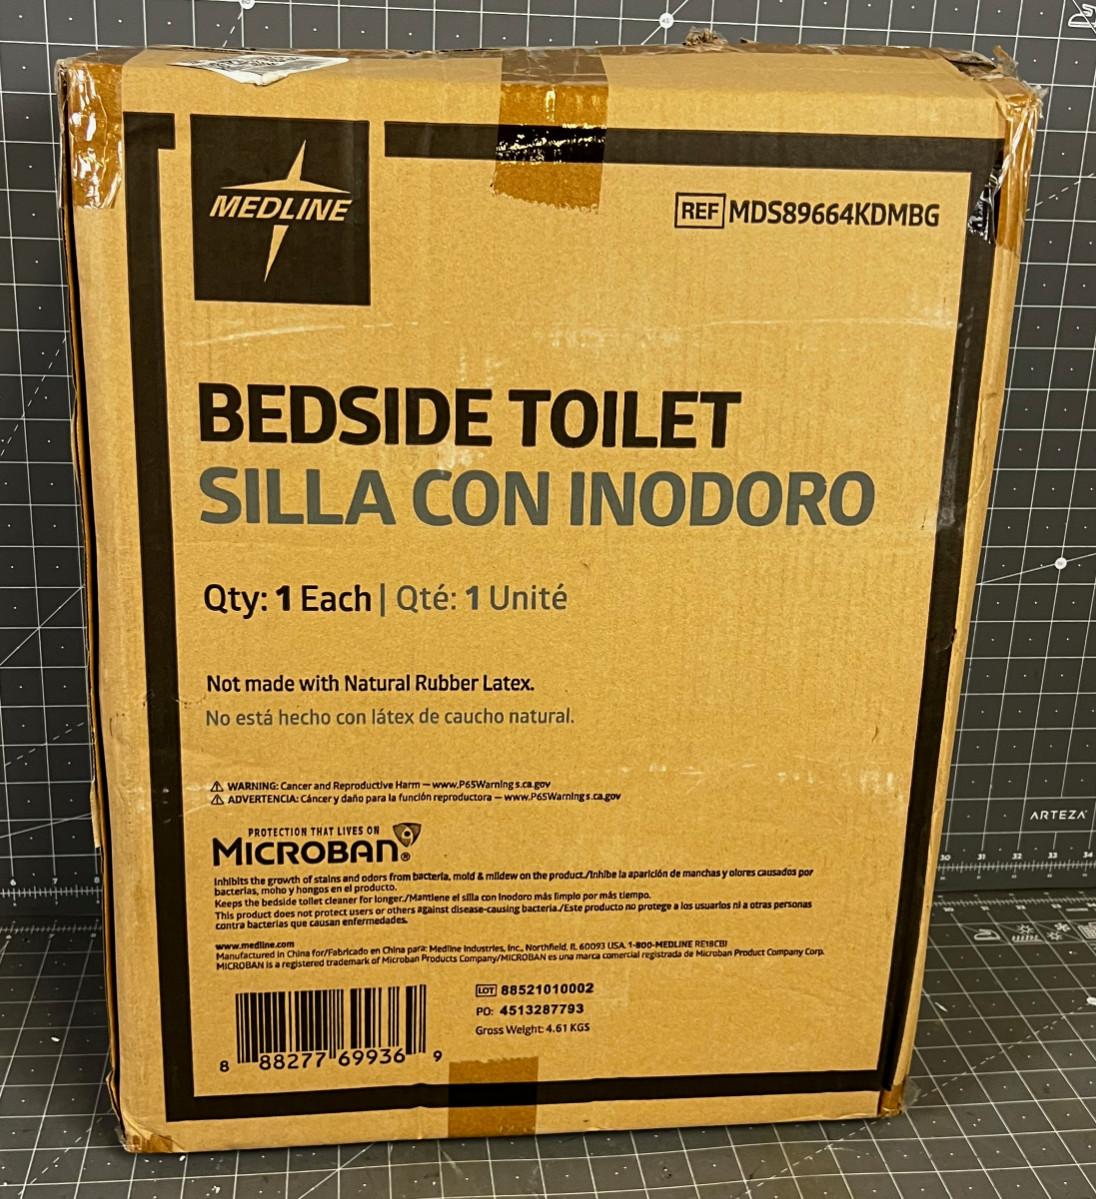 MEDLINE
REF MDS89664KDMBG
BEDSIDE TOILET
SILLA CON INODORO
Qty: 1 Each | Qté: 1 Unité
Not made with Natural Rubber Latex.
No está hecho con látex de caucho natural.
⚠ WARNING: Cancer and Reproductive Harm – www.P65Warnings.ca.gov
⚠ ADVERTENCIA: Cáncer y daño para la función reproductora – www.P65Warnings.ca.gov
PROTECTION THAT LIVES ON
MICROBAN®
Inhibits the growth of stains and odors from bacteria, mold & mildew on the product./Inhibe la aparición de manchas y olores causados por
bacterias, moho y hongos en el producto.
Keeps the bedside toilet cleaner for longer./Mantiene el silla con inodoro más limpio por más tiempo.
This product does not protect users or others against disease-causing bacteria./Este producto no protege a los usuarios ni a otras personas
contra bacterias que causan enfermedades.
www.medline.com
Manufactured in China for/Fabricado en China para: Medline Industries, Inc., Northfield, IL 60093 USA 1-800-MEDLINE RE18CBI
MICROBAN is a registered trademark of Microban Products Company/MICROBAN es una marca comercial registrada de Microban Product Company Corp.
LOT 88521010002
PO: 4513287793
Gross Weight: 4.61 KGS
8 88277 69936 9
ARTEZA
30 31 32 33 34
6 7 8